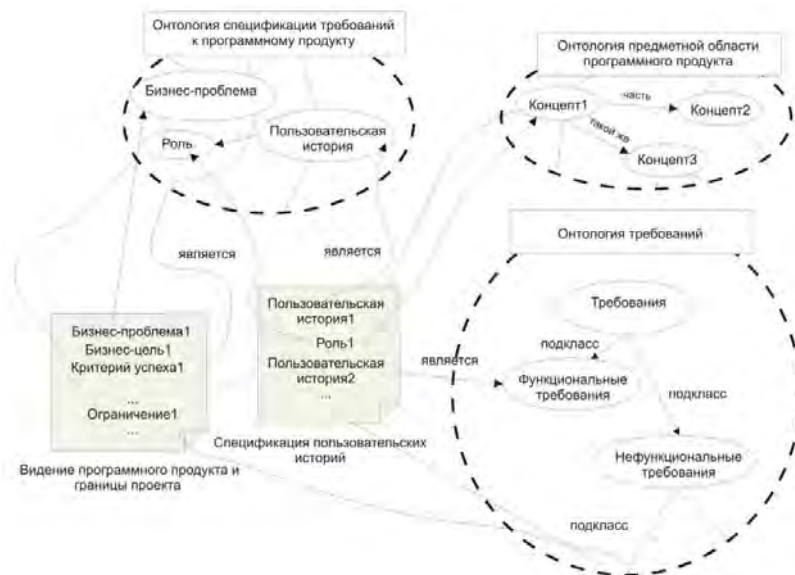 Онтология спецификации требований
к программному продукту
Бизнес-проблема
Роль
Пользовательская
история
Онтология предметной области
программного продукта
Концепт1
часть
Концепт2
такой же
Концепт3
является
является
Онтология требований
Требования
подкласс
Функциональные
требования
подкласс
Нефункциональные
требования
подкласс
является
Бизнес-проблема1
Бизнес-цель1
Критерий успеха1
...
Ограничение1
...
Видение программного продукта и
границы проекта
Пользовательская
история1
Роль1
Пользовательская
история2
...
Спецификация пользовательских
историй